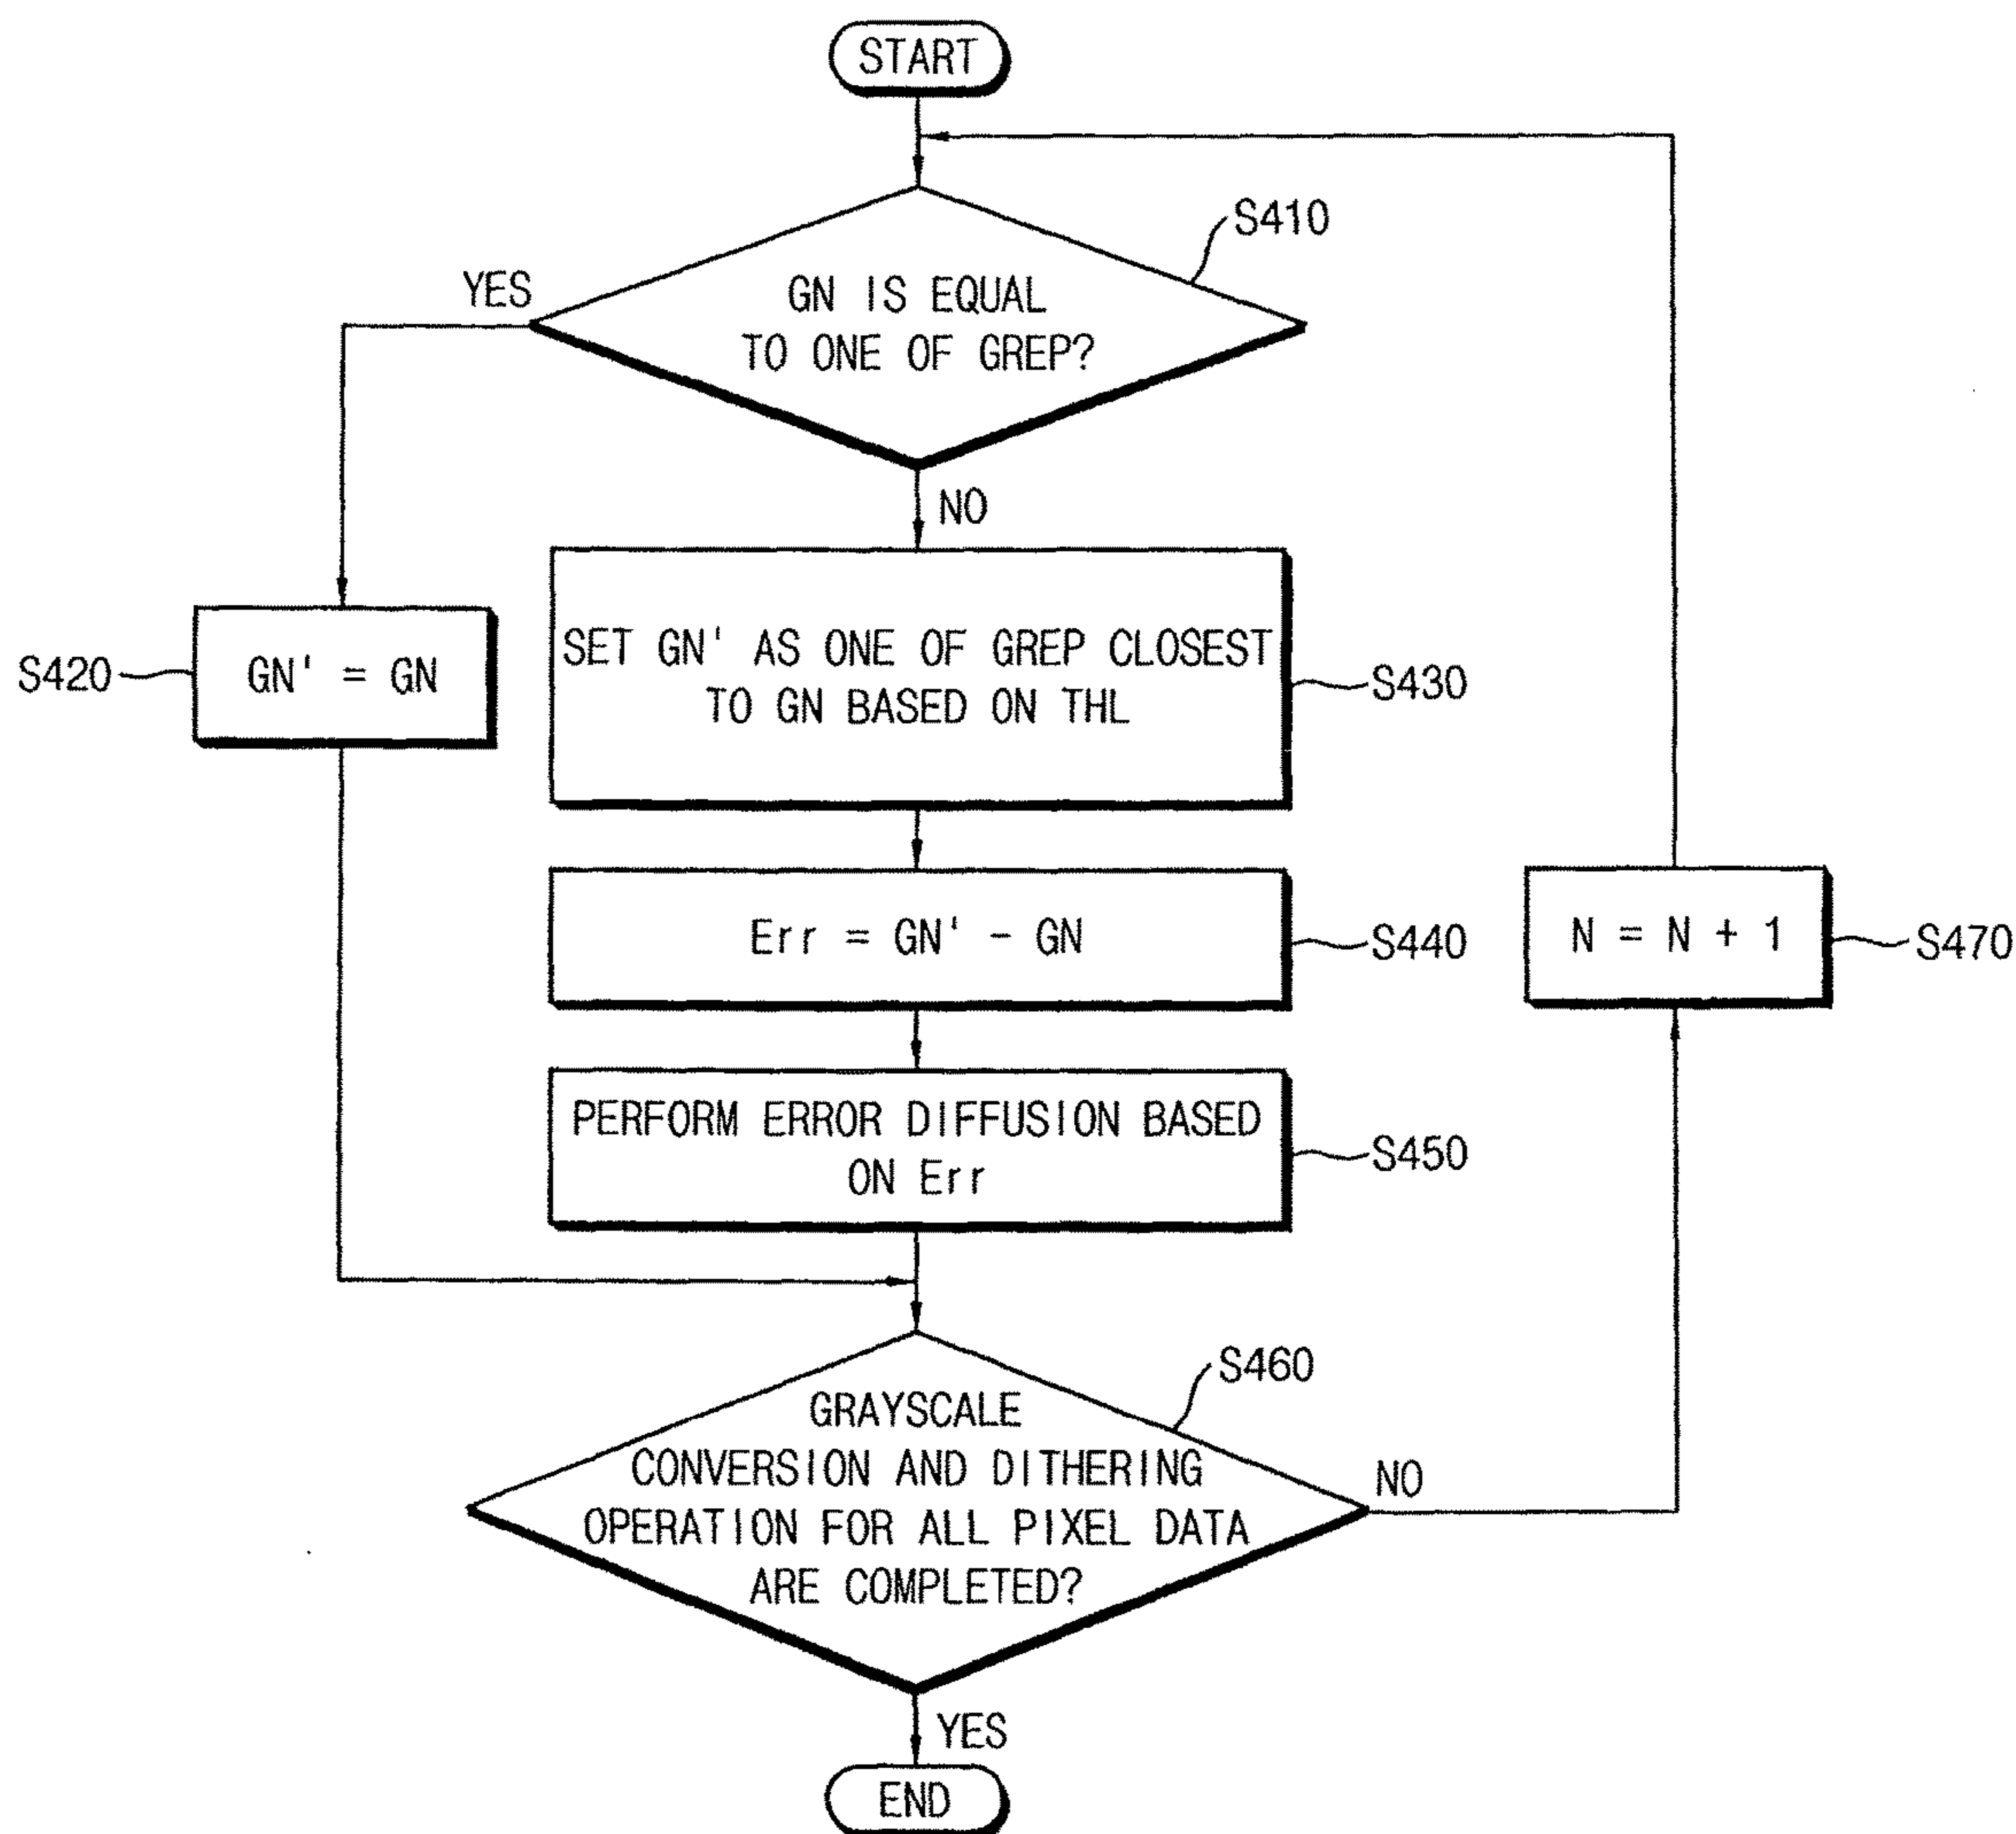 START
S410
YES
GN IS EQUAL
TO ONE OF GREP?
NO
SET GN' AS ONE OF GREP CLOSEST
TO GN BASED ON THL
S430
S420
GN' = GN
Err = GN' - GN
S440
N = N + 1
S470
PERFORM ERROR DIFFUSION BASED
ON Err
S450
S460
GRAYSCALE
CONVERSION AND DITHERING
OPERATION FOR ALL PIXEL DATA
ARE COMPLETED?
NO
YES
END